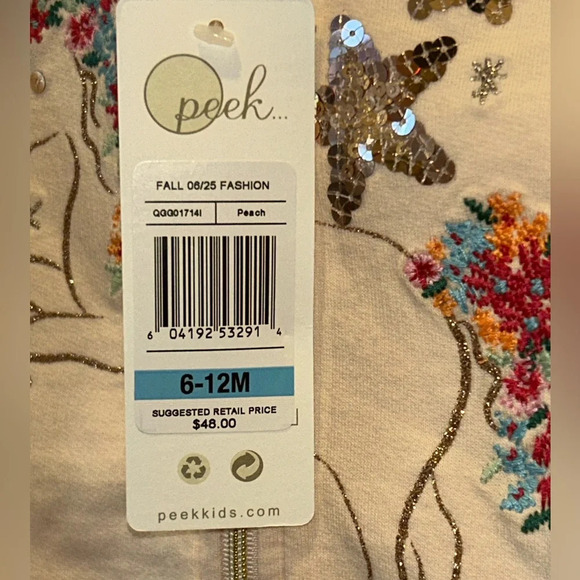 peek...
FALL 06/25 FASHION
QGG01714I Peach
6 04192 53291 4
6-12M
SUGGESTED RETAIL PRICE
$48.00
peekkids.com